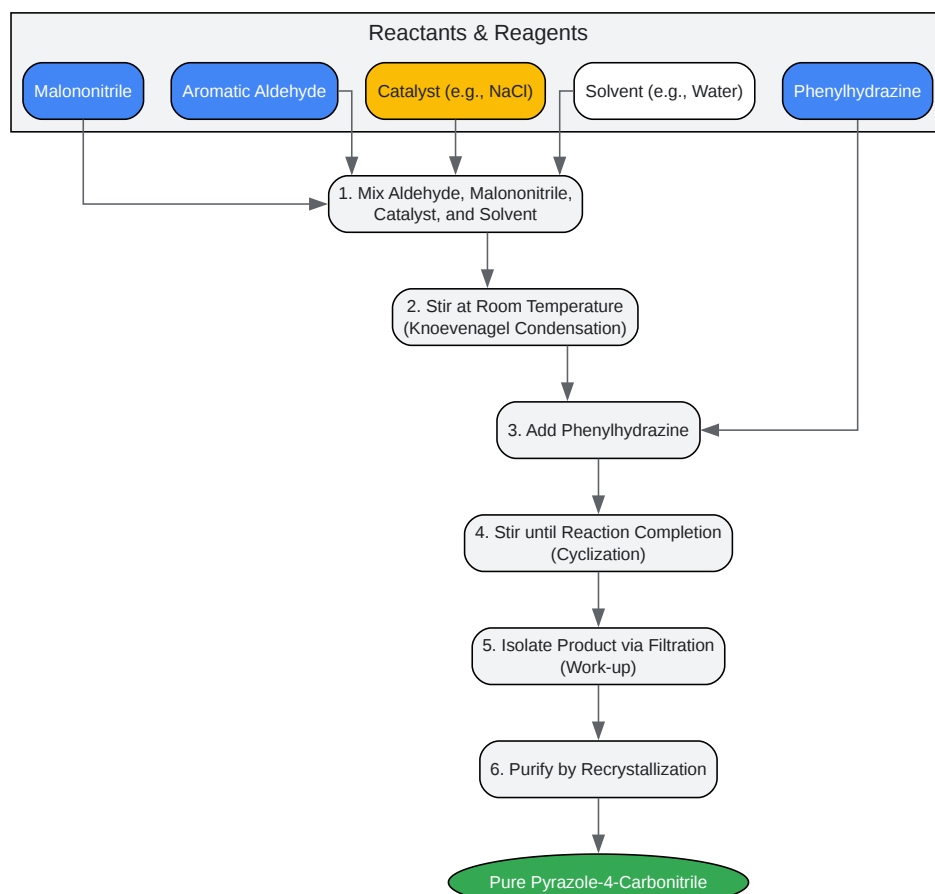 Reactants & Reagents
Malononitrile
Aromatic Aldehyde
Catalyst (e.g., NaCl)
Solvent (e.g., Water)
Phenylhydrazine
1. Mix Aldehyde, Malononitrile,
Catalyst, and Solvent
2. Stir at Room Temperature
(Knoevenagel Condensation)
3. Add Phenylhydrazine
4. Stir until Reaction Completion
(Cyclization)
5. Isolate Product via Filtration
(Work-up)
6. Purify by Recrystallization
Pure Pyrazole-4-Carbonitrile